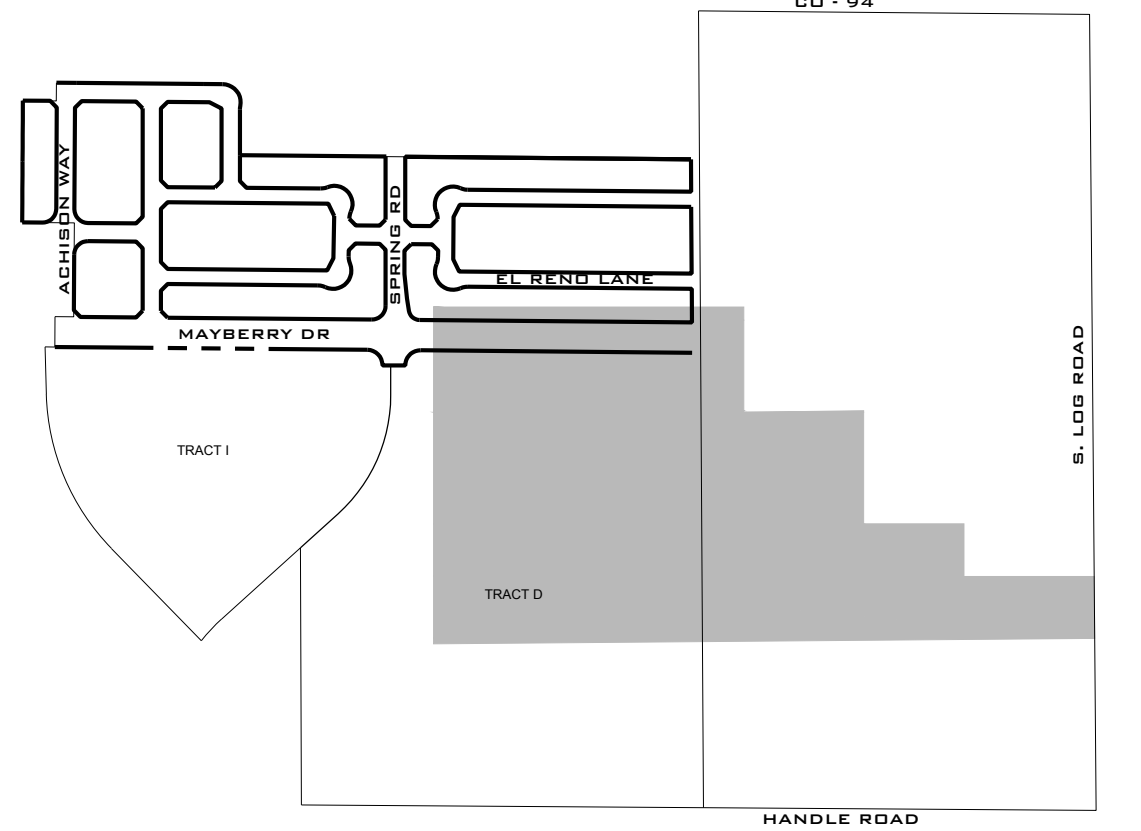 CO - 94
ACHISON WAY
SPRING RD
EL RENO LANE
MAYBERRY DR
S. LOG ROAD
TRACT I
TRACT D
HANDLE ROAD